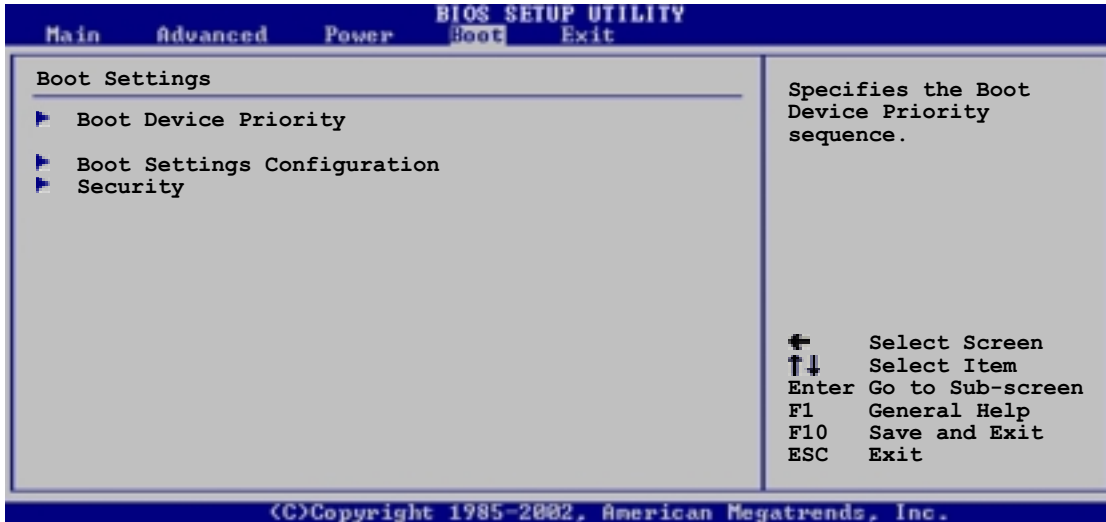 BIOS SETUP UTILITY
Main Advanced Power Boot Exit
Boot Settings
Boot Device Priority
Boot Settings Configuration
Security
Specifies the Boot
Device Priority
sequence.
← Select Screen
↑↓ Select Item
Enter Go to Sub-screen
F1 General Help
F10 Save and Exit
ESC Exit
(C)Copyright 1985-2002, American Megatrends, Inc.